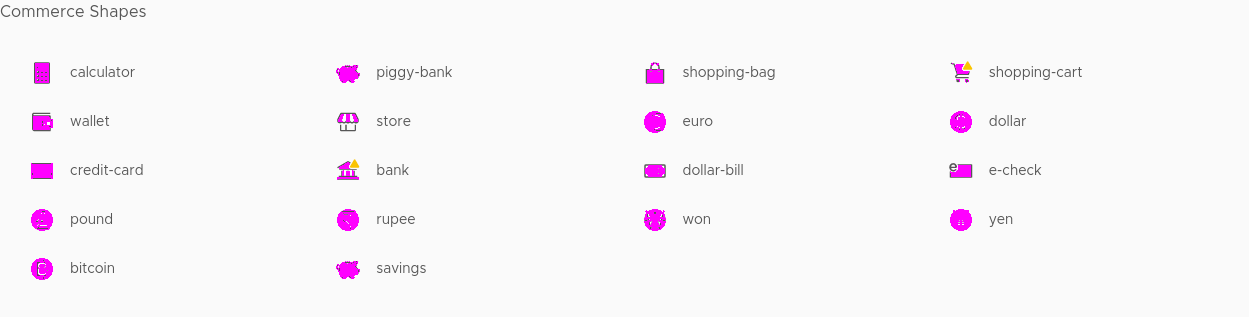 Commerce Shapes
calculator piggy-bank shopping-bag shopping-cart
wallet store euro dollar
credit-card bank dollar-bill e-check
pound rupee won yen
bitcoin savings